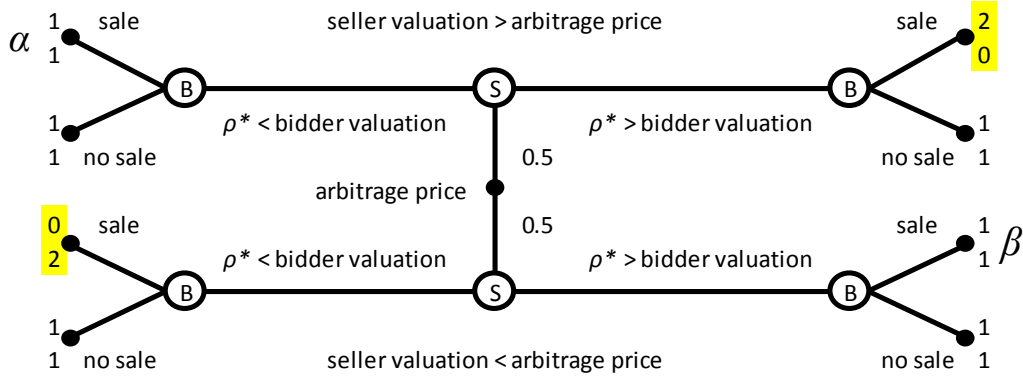 1 sale seller valuation > arbitrage price sale 2
α 1 0
B S B
1 ρ* < bidder valuation ρ* > bidder valuation 1
1 no sale 0.5 no sale 1
arbitrage price
0 sale 0.5 sale 1
2 ρ* < bidder valuation ρ* > bidder valuation 1 β
B S B
1 1
1 no sale seller valuation < arbitrage price no sale 1